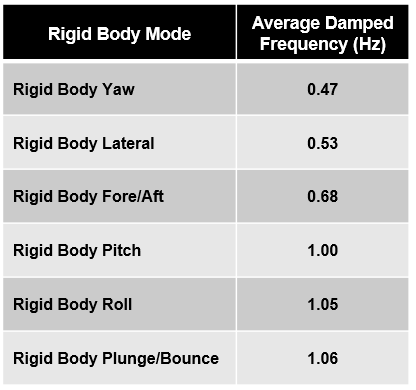 Rigid Body Mode
Average Damped
Frequency (Hz)
Rigid Body Yaw
0.47
Rigid Body Lateral
0.53
Rigid Body Fore/Aft
0.68
Rigid Body Pitch
1.00
Rigid Body Roll
1.05
Rigid Body Plunge/Bounce
1.06